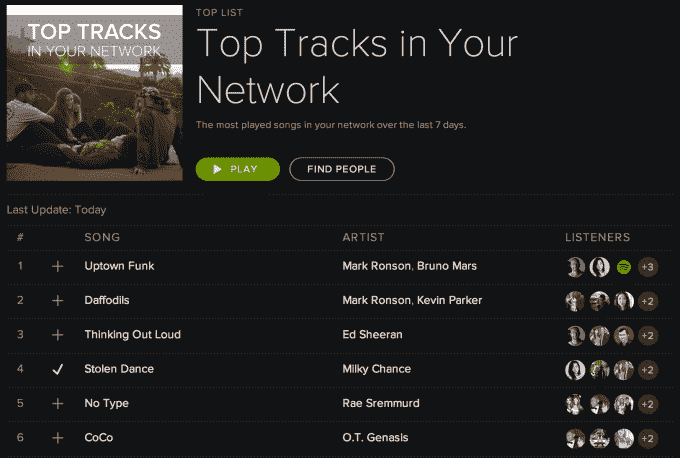 TOP TRACKS
IN YOUR NETWORK
TOP LIST
Top Tracks in Your
Network
The most played songs in your network over the last 7 days.
PLAY
FIND PEOPLE
Last Update: Today
# SONG ARTIST LISTENERS
1 Uptown Funk Mark Ronson, Bruno Mars +3
2 Daffodils Mark Ronson, Kevin Parker +2
3 Thinking Out Loud Ed Sheeran +2
4 Stolen Dance Milky Chance +2
5 No Type Rae Sremmurd +2
6 CoCo O.T. Genasis +2